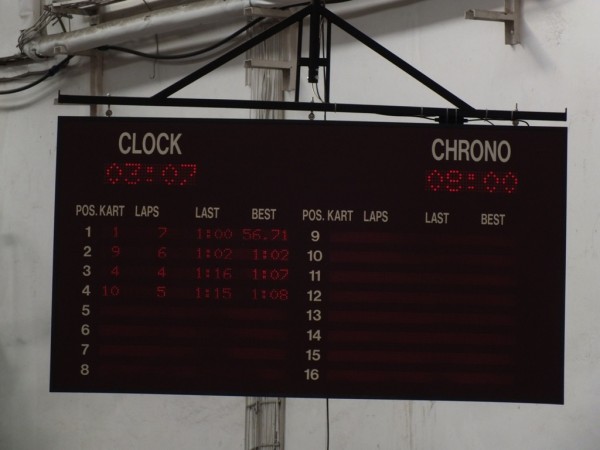 CLOCK CHRONO
03:07 08:00
POS. KART LAPS LAST BEST POS. KART LAPS LAST BEST
1 1 7 1:00 56.71 9
2 9 6 1:02 1:02 10
3 4 4 1:16 1:07 11
4 10 5 1:15 1:08 12
5 13
6 14
7 15
8 16